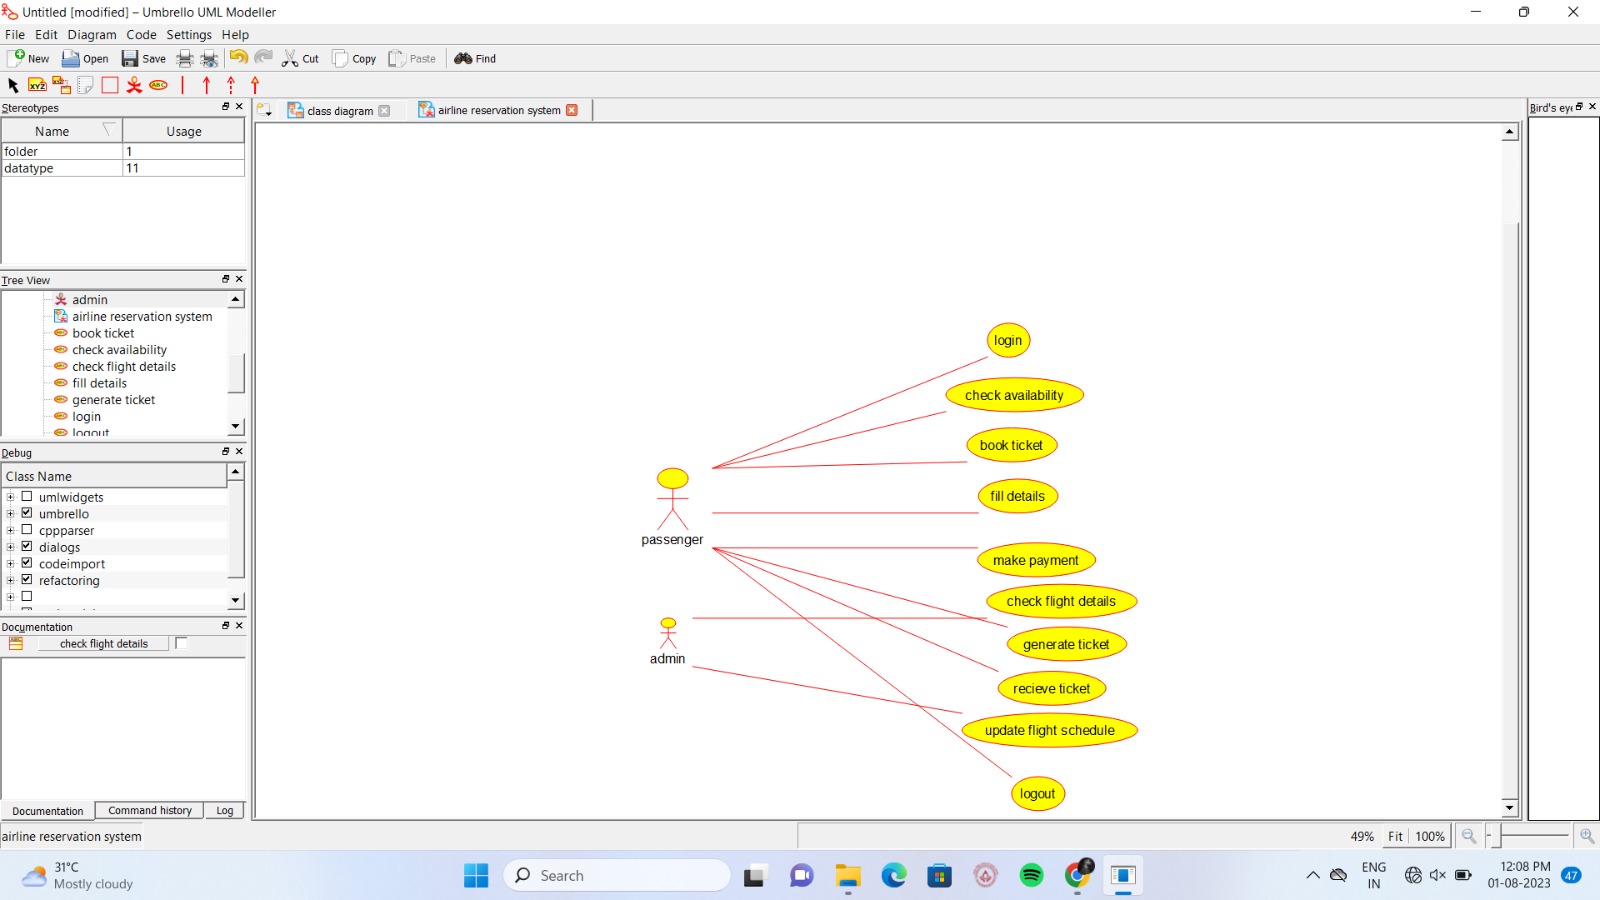 Untitled [modified] – Umbrello UML Modeller
File Edit Diagram Code Settings Help
New Open Save Cut Copy Paste Find
XYZ ABC
Stereotypes
Name Usage
folder 1
datatype 11
Tree View
admin
airline reservation system
book ticket
check availability
check flight details
fill details
generate ticket
login
logout
Debug
Class Name
umlwidgets
umbrello
cppparser
dialogs
codeimport
refactoring
Documentation
check flight details
Documentation Command history Log
class diagram airline reservation system
Bird's eye
login
check availability
book ticket
fill details
passenger
make payment
check flight details
generate ticket
admin
recieve ticket
update flight schedule
logout
airline reservation system
49% Fit 100%
31°C
Mostly cloudy
Search
ENG
IN
12:08 PM
01-08-2023
47